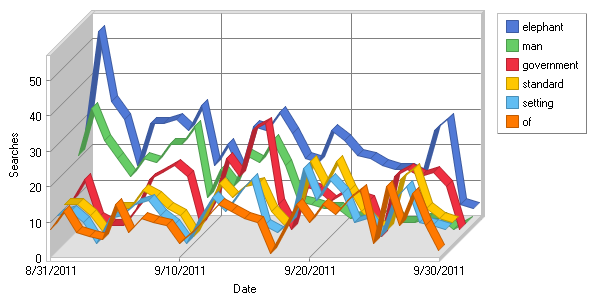 elephant
man
government
standard
setting
of
50
40
30
20
10
0
Searches
8/31/2011 9/10/2011 9/20/2011 9/30/2011
Date